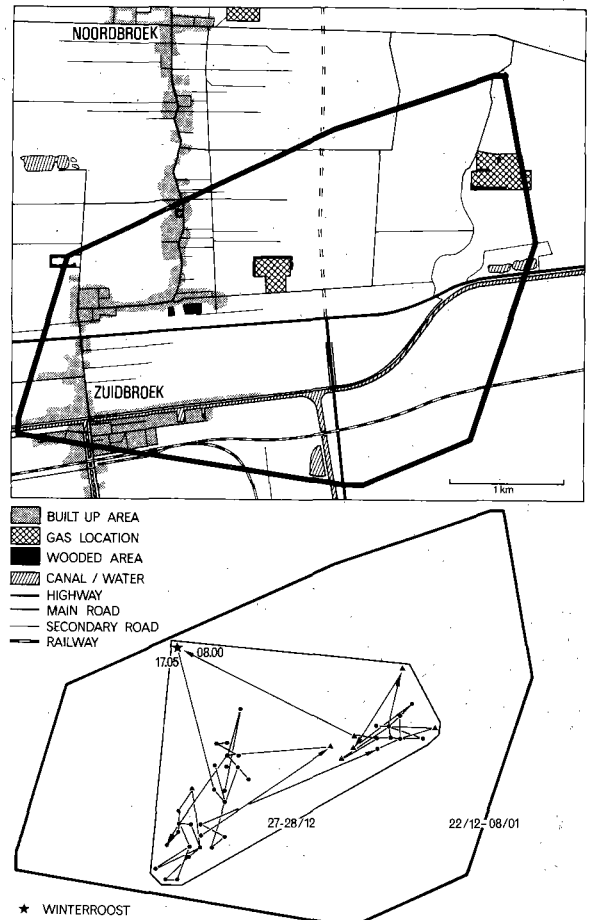 NOORDBROEK
ZUIDBROEK
1 km
BUILT UP AREA
GAS LOCATION
WOODED AREA
CANAL / WATER
HIGHWAY
MAIN ROAD
SECONDARY ROAD
RAILWAY
08.00
17.05
27-28/12
22/12-08/01
★ WINTERROOST